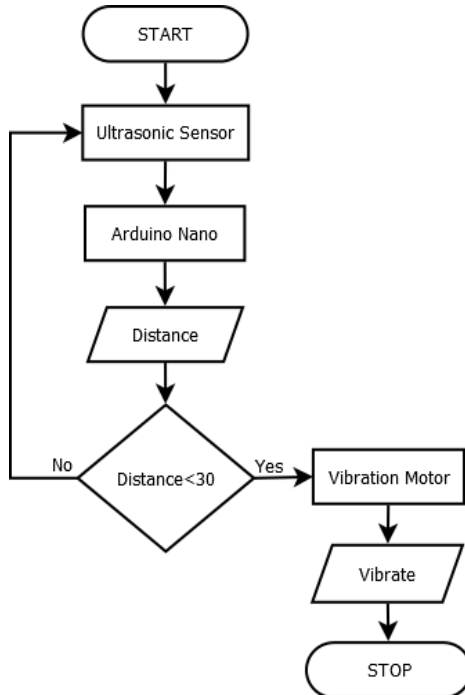 START
Ultrasonic Sensor
Arduino Nano
Distance
Distance<30
No
Yes
Vibration Motor
Vibrate
STOP